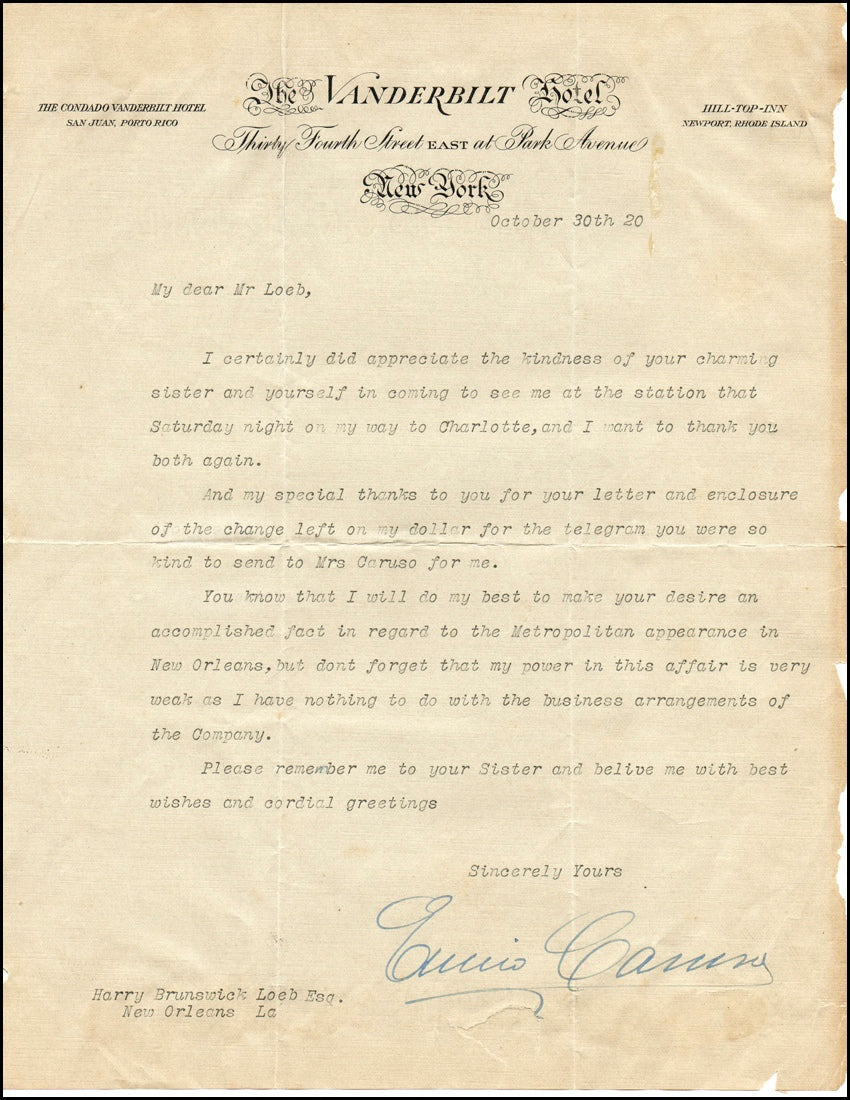 The VANDERBILT Hotel
THE CONDADO VANDERBILT HOTEL
SAN JUAN, PORTO RICO
HILL-TOP-INN
NEWPORT, RHODE ISLAND
Thirty Fourth Street EAST at Park Avenue
New York
October 30th 20
My dear Mr Loeb,
I certainly did appreciate the kindness of your charming
sister and yourself in coming to see me at the station that
Saturday night on my way to Charlotte,and I want to thank you
both again.
And my special thanks to you for your letter and enclosure
of the change left on my dollar for the telegram you were so
kind to send to Mrs Caruso for me.
You know that I will do my best to make your desire an
accomplished fact in regard to the Metropolitan appearance in
New Orleans,but dont forget that my power in this affair is very
weak as I have nothing to do with the business arrangements of
the Company.
Please remember me to your Sister and belive me with best
wishes and cordial greetings
Sincerely Yours
Enrico Caruso
Harry Brunswick Loeb Esq.
New Orleans La